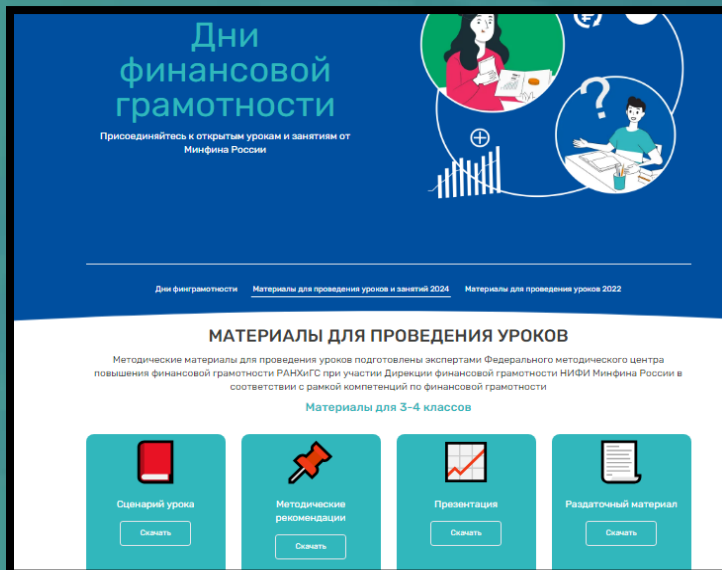 Дни
финансовой
грамотности
Присоединяйтесь к открытым урокам и занятиям от
Минфина России
?
Дни финграмотности Материалы для проведения уроков и занятий 2024 Материалы для проведения уроков 2022
МАТЕРИАЛЫ ДЛЯ ПРОВЕДЕНИЯ УРОКОВ
Методические материалы для проведения уроков подготовлены экспертами Федерального методического центра
повышения финансовой грамотности РАНХиГС при участии Дирекции финансовой грамотности НИФИ Минфина России в
соответствии с рамкой компетенций по финансовой грамотности
Материалы для 3-4 классов
Сценарий урока
Скачать
Методические
рекомендации
Скачать
Презентация
Скачать
Раздаточный материал
Скачать